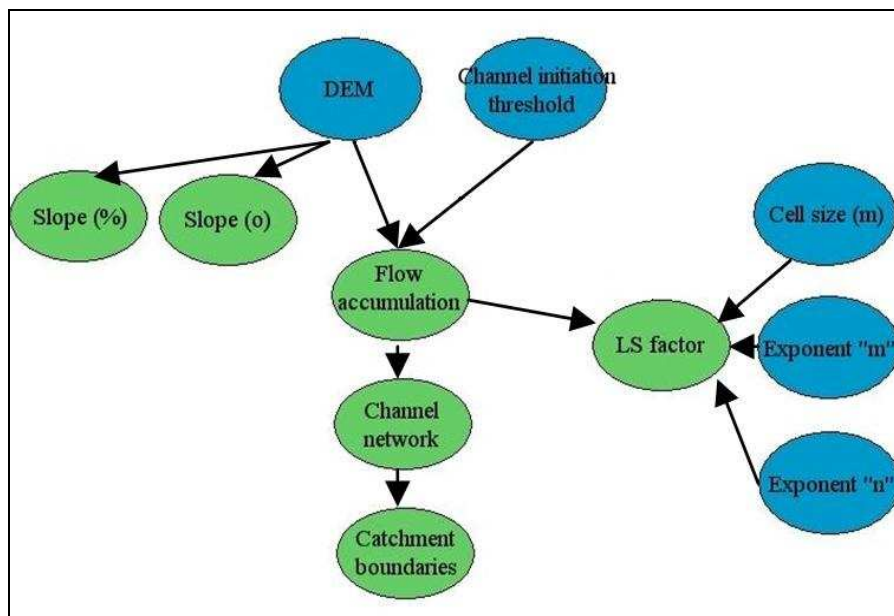 DEM
Channel initiation
threshold
Slope (%)
Slope (o)
Cell size (m)
Flow
accumulation
LS factor
Exponent "m"
Channel
network
Exponent "n"
Catchment
boundaries